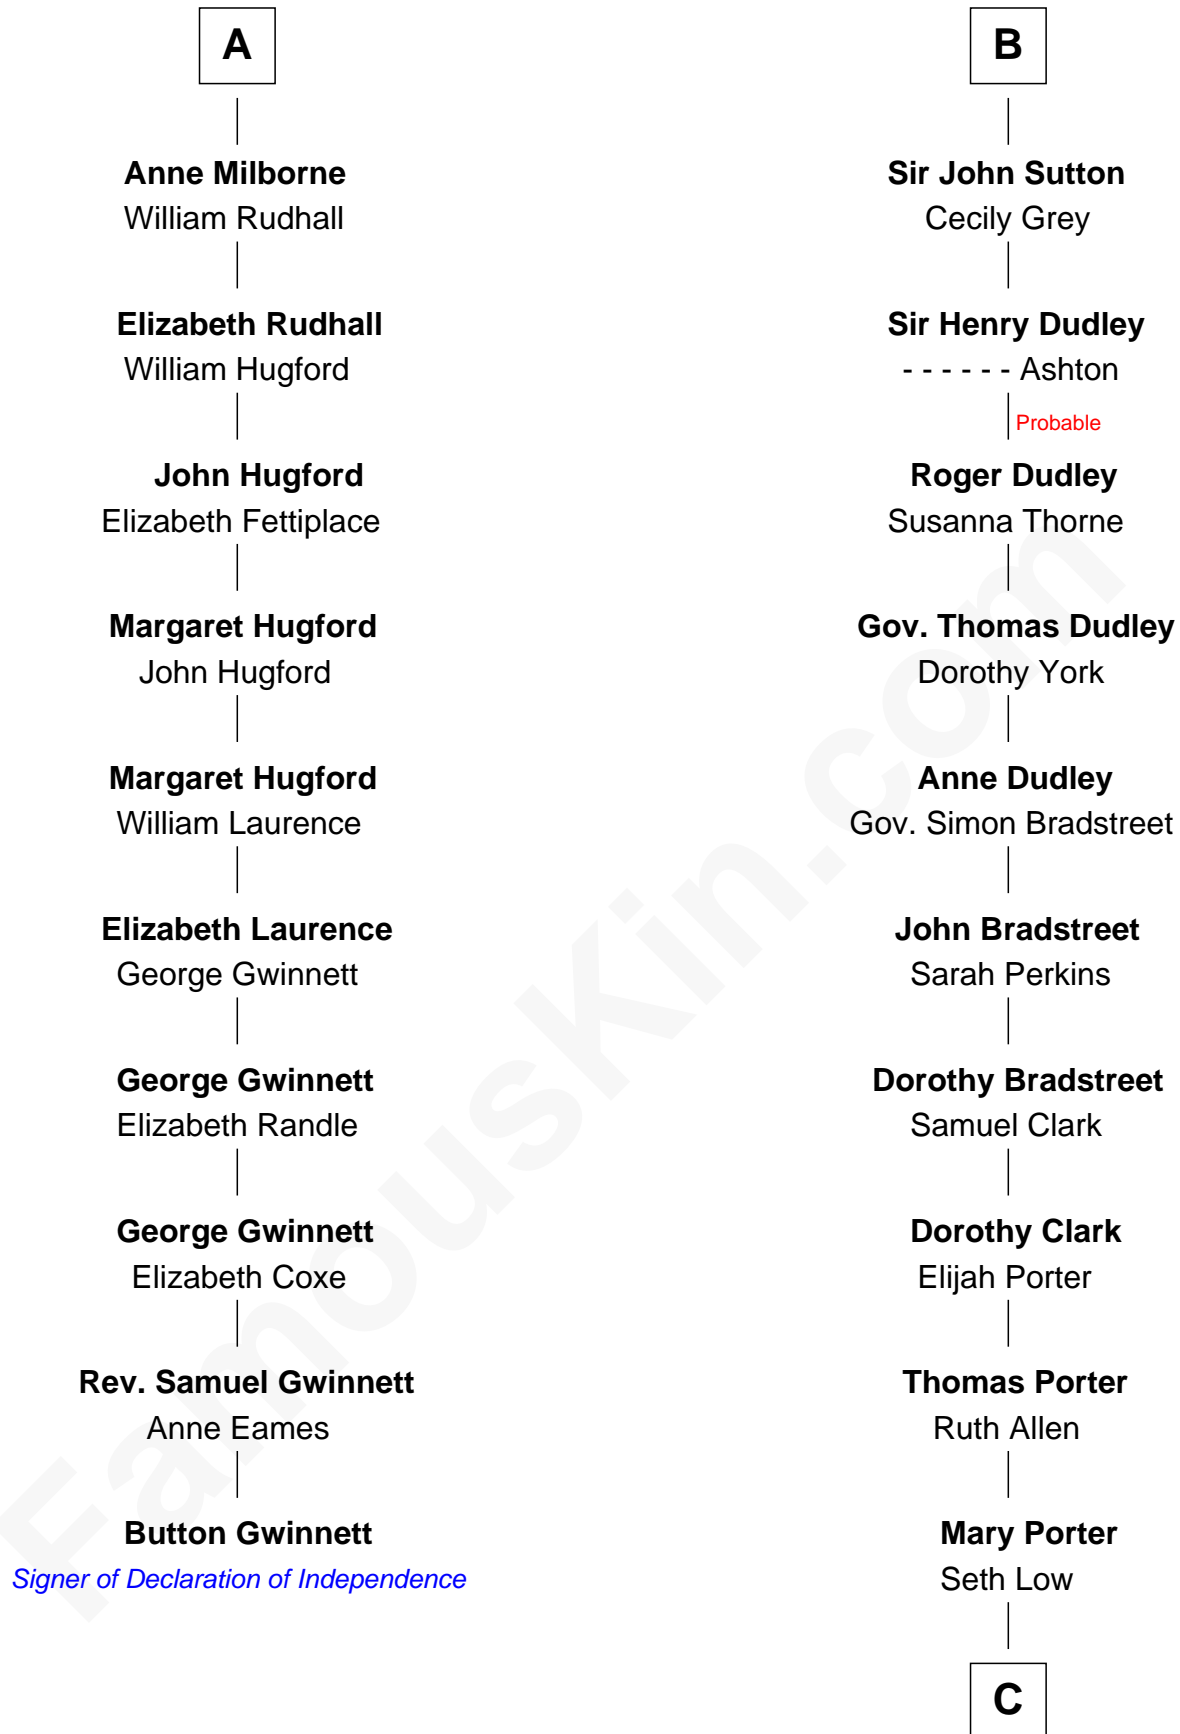 A
Anne Milborne
William Rudhall
Elizabeth Rudhall
William Hugford
John Hugford
Elizabeth Fettiplace
Margaret Hugford
John Hugford
Margaret Hugford
William Laurence
Elizabeth Laurence
George Gwinnett
George Gwinnett
Elizabeth Randle
George Gwinnett
Elizabeth Coxe
Rev. Samuel Gwinnett
Anne Eames
Button Gwinnett
Signer of Declaration of Independence
B
Sir John Sutton
Cecily Grey
Sir Henry Dudley
- - - - - - Ashton
Probable
Roger Dudley
Susanna Thorne
Gov. Thomas Dudley
Dorothy York
Anne Dudley
Gov. Simon Bradstreet
John Bradstreet
Sarah Perkins
Dorothy Bradstreet
Samuel Clark
Dorothy Clark
Elijah Porter
Thomas Porter
Ruth Allen
Mary Porter
Seth Low
C
FamousKin.com